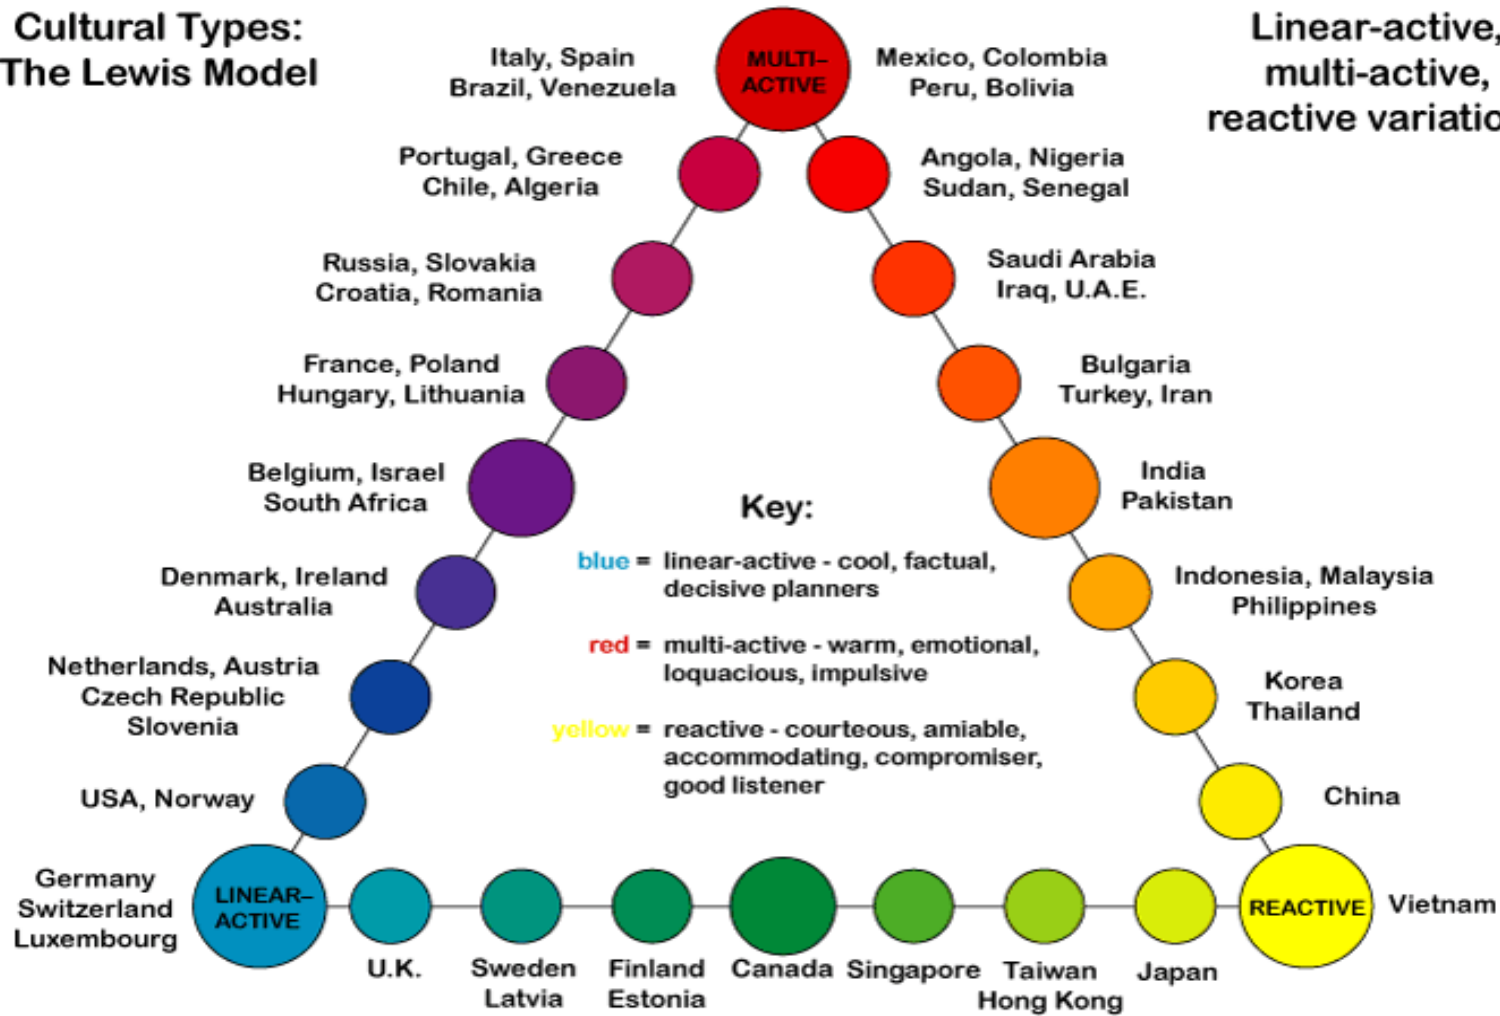 Cultural Types:
The Lewis Model
Linear-active,
multi-active,
reactive variatio
MULTI-
ACTIVE
Italy, Spain
Brazil, Venezuela
Mexico, Colombia
Peru, Bolivia
Portugal, Greece
Chile, Algeria
Angola, Nigeria
Sudan, Senegal
Russia, Slovakia
Croatia, Romania
Saudi Arabia
Iraq, U.A.E.
France, Poland
Hungary, Lithuania
Bulgaria
Turkey, Iran
Belgium, Israel
South Africa
India
Pakistan
Denmark, Ireland
Australia
Indonesia, Malaysia
Philippines
Netherlands, Austria
Czech Republic
Slovenia
Korea
Thailand
USA, Norway
China
Key:
blue = linear-active - cool, factual,
decisive planners
red = multi-active - warm, emotional,
loquacious, impulsive
yellow = reactive - courteous, amiable,
accommodating, compromiser,
good listener
Germany
Switzerland
Luxembourg
LINEAR-
ACTIVE
U.K.
Sweden
Latvia
Finland
Estonia
Canada
Singapore
Taiwan
Hong Kong
Japan
REACTIVE
Vietnam